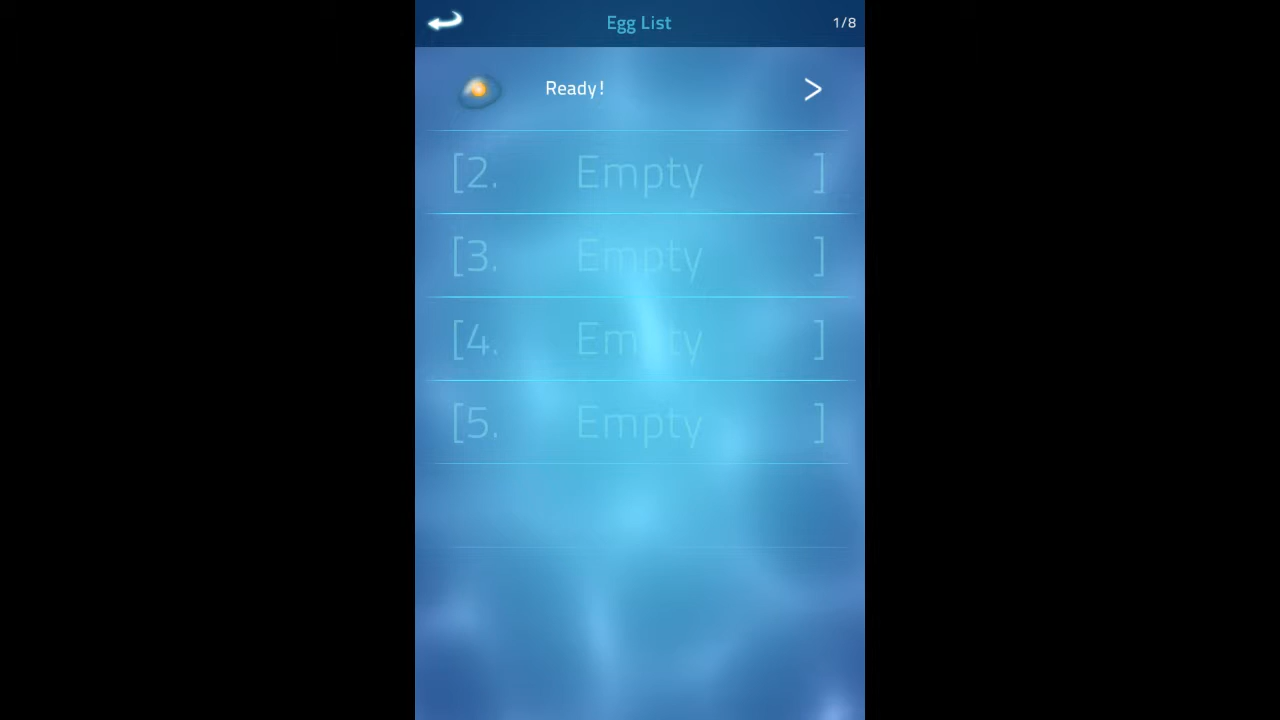 Egg List
1/8
Ready!
[2. Empty ]
[3. Empty ]
[4. Empty ]
[5. Empty ]